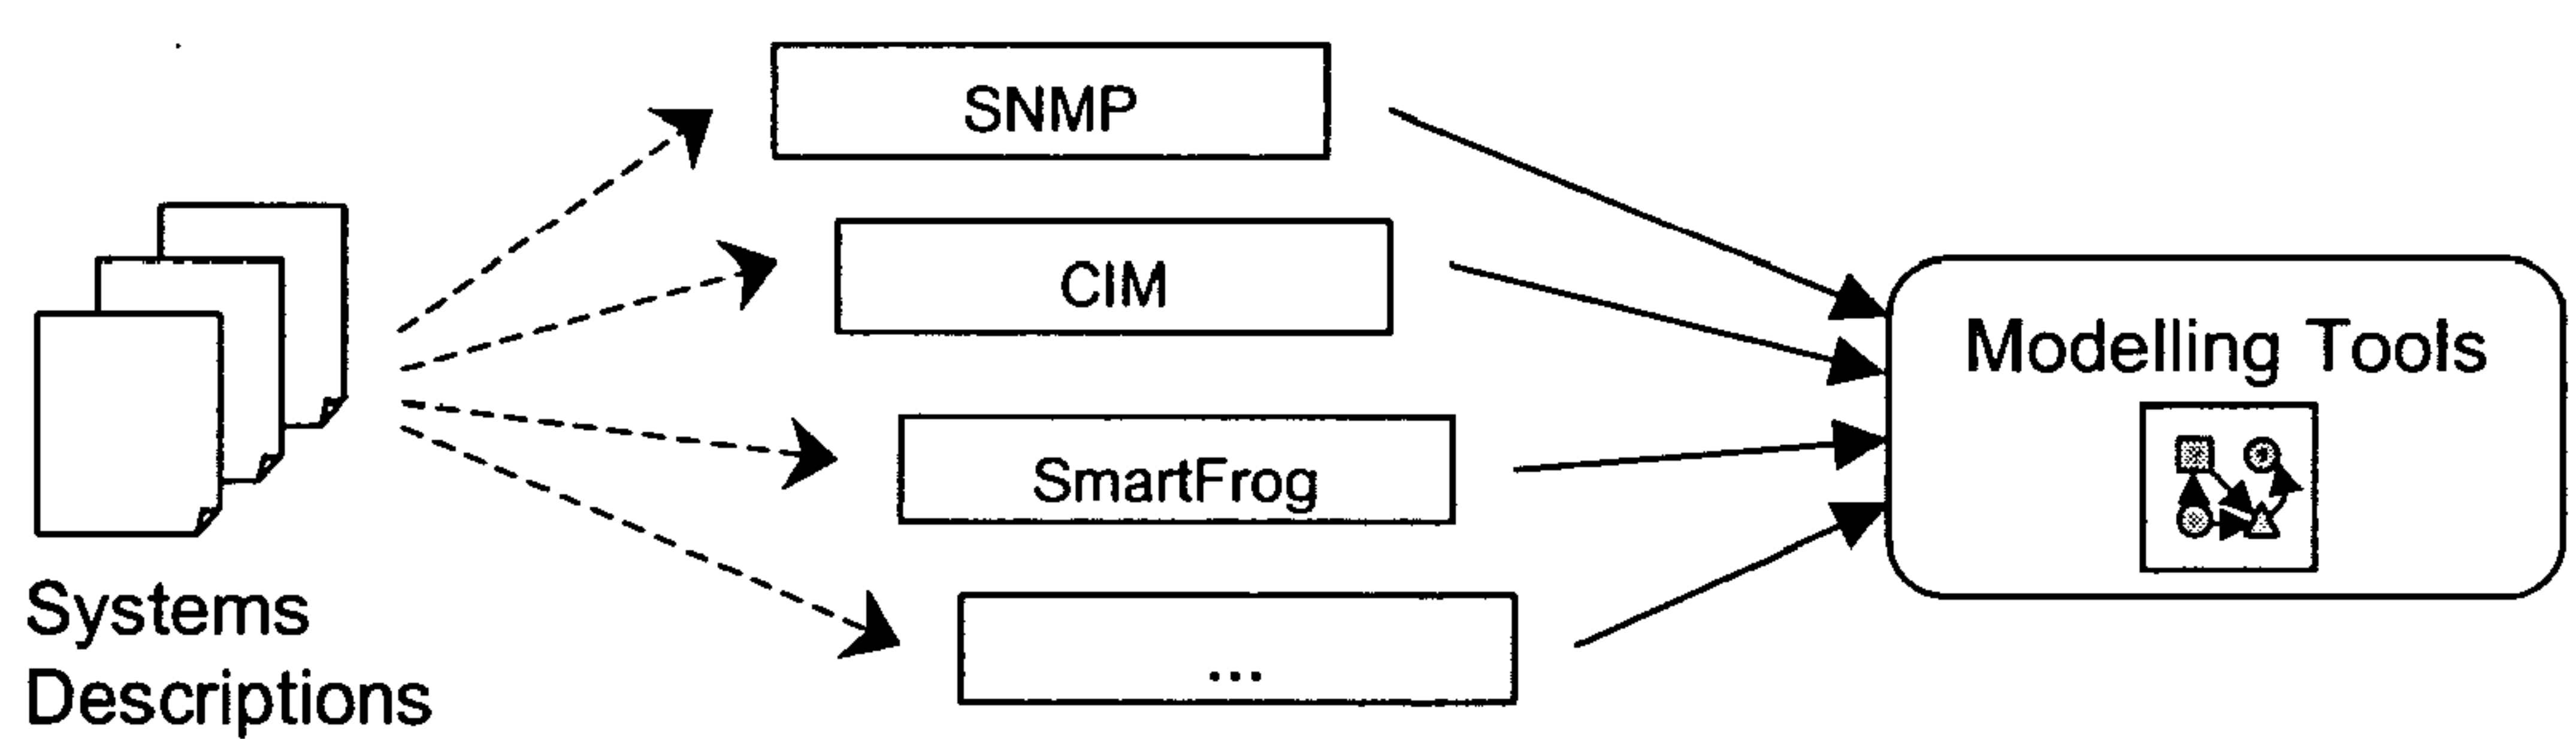 SNMP
CIM
SmartFrog
...
Modelling Tools
Systems
Descriptions